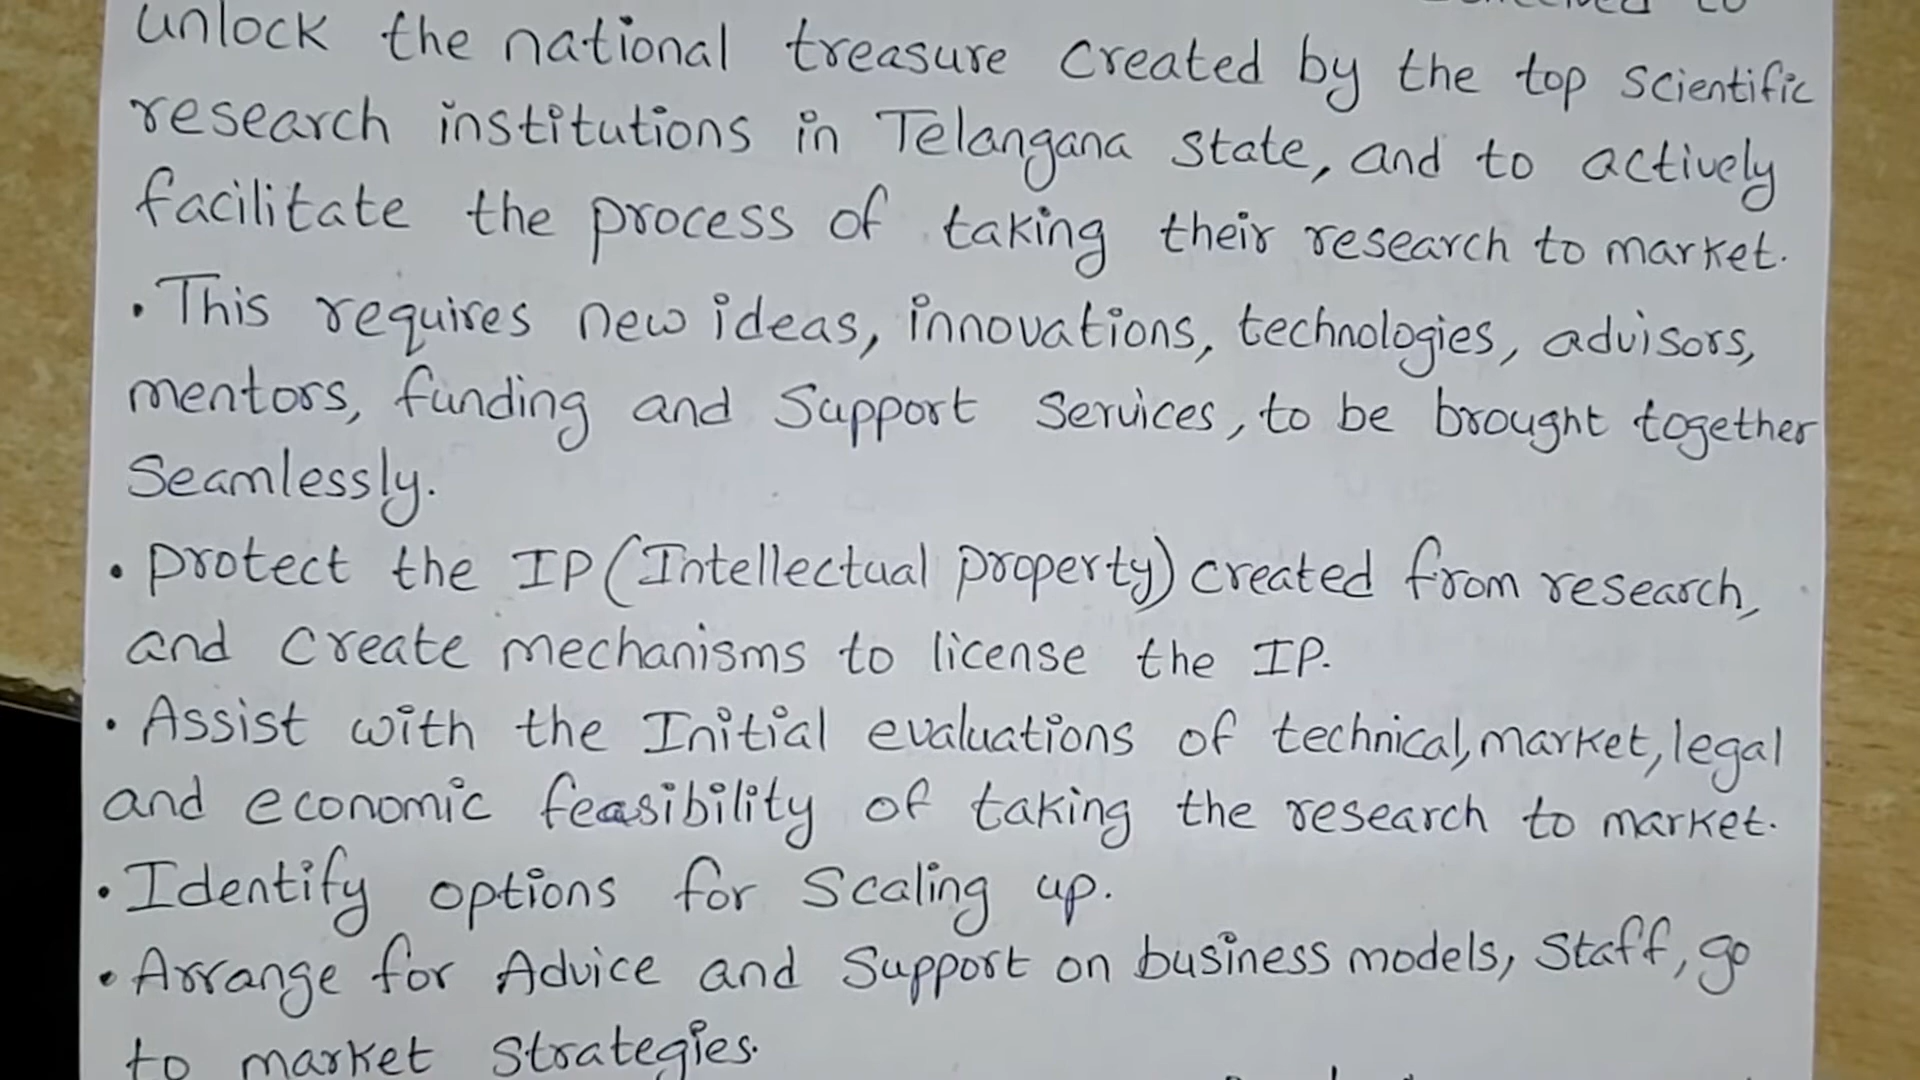 unlock the national treasure created by the top scientific
research institutions in Telangana State, and to actively
facilitate the process of taking their research to market.
• This requires new ideas, innovations, technologies, advisors,
mentors, funding and Support Services, to be brought together
Seamlessly.
• protect the IP (Intellectual property) created from research,
and create mechanisms to license the IP.
• Assist with the Initial evaluations of technical, market, legal
and economic feasibility of taking the research to market.
• Identify options for Scaling up.
• Arrange for Advice and Support on business models, Staff, go
to market Strategies.